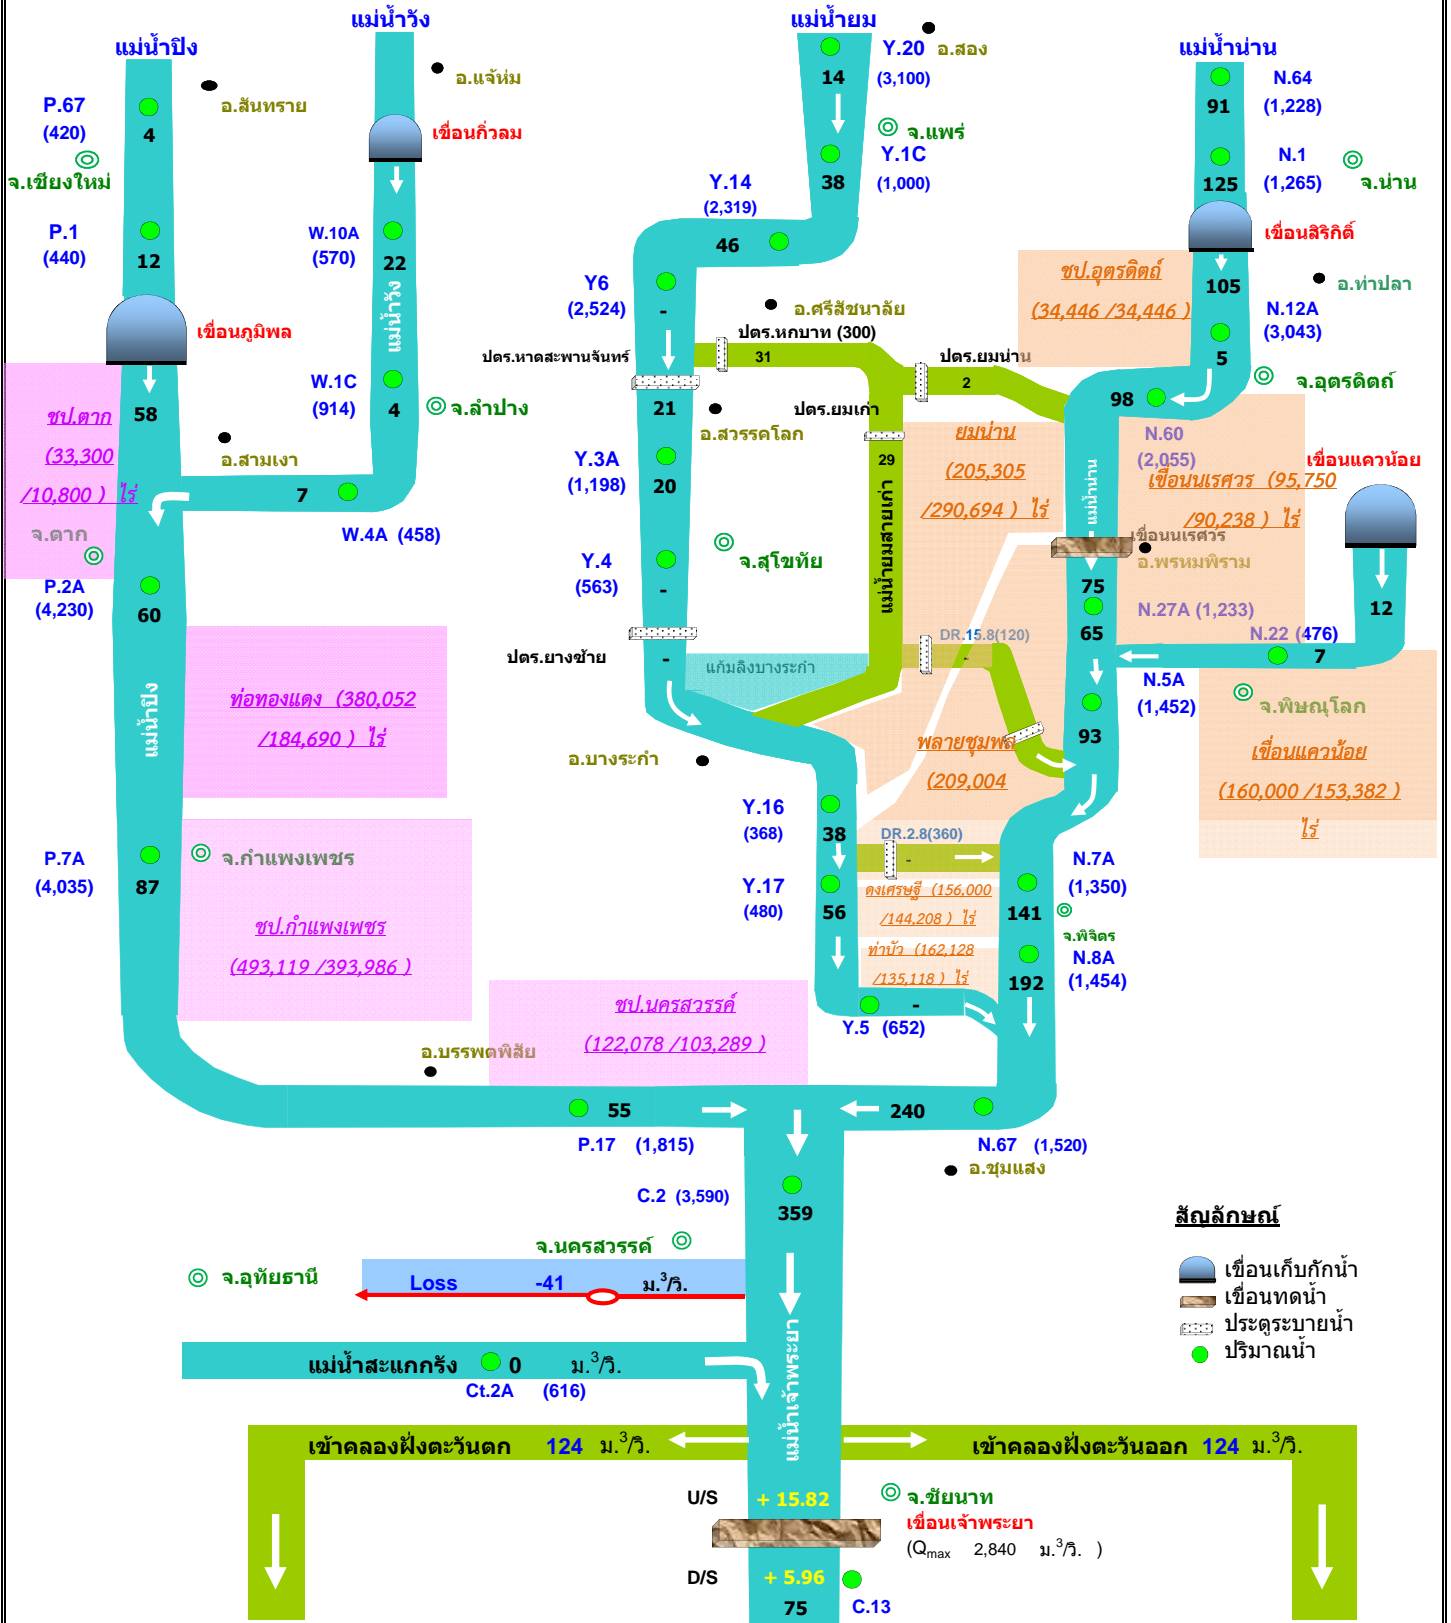 แม่น้ำปิง
แม่น้ำวัง
แม่น้ำยม
แม่น้ำน่าน
P.67
(420)
4
อ.สันทราย
จ.เชียงใหม่
P.1
(440)
12
เขื่อนภูมิพล
58
ชป.ตาก
(33,300
/10,800 ) ไร่
จ.ตาก
P.2A
(4,230)
60
อ.แจ้ห่ม
เขื่อนกิ่วลม
W.10A
(570)
22
แม่น้ำวัง
W.1C
(914)
4
จ.ลำปาง
อ.สามเงา
7
W.4A (458)
ท่อทองแดง (380,052
/184,690 ) ไร่
แม่น้ำปิง
P.7A
(4,035)
87
จ.กำแพงเพชร
ชป.กำแพงเพชร
(493,119 /393,986 )
Y.20 อ.สอง
(3,100)
14
จ.แพร่
Y.1C
(1,000)
38
Y.14
(2,319)
46
Y6
(2,524)
-
อ.ศรีสัชนาลัย
ปตร.หกบาท (300)
31
ปตร.หาดสะพานจันทร์
21
อ.สวรรคโลก
Y.3A
(1,198)
20
ปตร.ยมน่าน
2
ปตร.ยมเก่า
29
แม่น้ำยมสายเก่า
Y.4
(563)
-
จ.สุโขทัย
ปตร.ยางซ้าย
-
แก้มลิงบางระกำ
อ.บางระกำ
N.64
(1,228)
91
N.1
(1,265)
125
จ.น่าน
เขื่อนสิริกิติ์
ชป.อุตรดิตถ์
(34,446 /34,446 )
105
อ.ท่าปลา
N.12A
(3,043)
5
จ.อุตรดิตถ์
98
N.60
(2,055)
ยมน่าน
(205,305
/290,694 ) ไร่
แม่น้ำน่าน
เขื่อนแควน้อย
เขื่อนนเรศวร (95,750
/90,238 ) ไร่
เขื่อนนเรศวร
อ.พรหมพิราม
75
N.27A (1,233)
65
12
N.22 (476)
7
DR.15.8(120)
-
N.5A
(1,452)
93
จ.พิษณุโลก
เขื่อนแควน้อย
(160,000 /153,382 )
ไร่
พลายชุมพล
(209,004
Y.16
(368)
38
DR.2.8(360)
-
Y.17
(480)
56
ดงเศรษฐี (156,000
/144,208 ) ไร่
ท่าบัว (162,128
/135,118 ) ไร่
N.7A
(1,350)
141
จ.พิจิตร
N.8A
(1,454)
192
-
Y.5 (652)
ชป.นครสวรรค์
(122,078 /103,289 )
อ.บรรพตพิสัย
55
P.17 (1,815)
240
N.67 (1,520)
อ.ชุมแสง
C.2 (3,590)
359
จ.นครสวรรค์
จ.อุทัยธานี
Loss -41 ม.3/วิ.
แม่น้ำสะแกกรัง 0 ม.3/วิ.
Ct.2A (616)
แม่น้ำเจ้าพระยา
สัญลักษณ์
เขื่อนเก็บกักน้ำ
เขื่อนทดน้ำ
ประตูระบายน้ำ
ปริมาณน้ำ
เข้าคลองฝั่งตะวันตก 124 ม.3/วิ.
เข้าคลองฝั่งตะวันออก 124 ม.3/วิ.
U/S + 15.82
จ.ชัยนาท
เขื่อนเจ้าพระยา
(Qmax 2,840 ม.3/วิ. )
D/S + 5.96
75
C.13